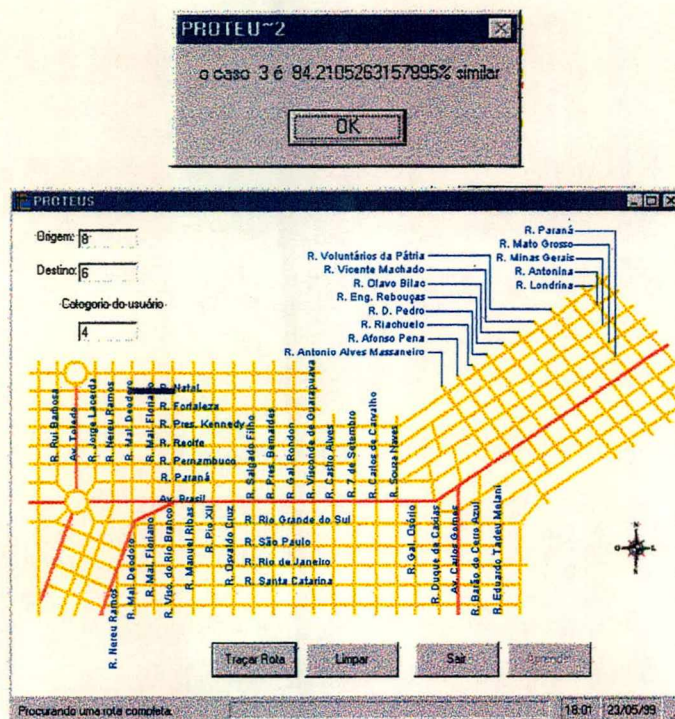 PROTEU~2
o caso 3 é 84.2105263157895% similar
OK
PROTEUS
Origem: 8
Destino: 6
Categoria do usuário
4
R. Voluntários da Pátria
R. Vicente Machado
R. Olavo Bilac
R. Eng. Rebouças
R. D. Pedro
R. Riachuelo
R. Afonso Pena
R. Antonio Alves Massaneiro
R. Paraná
R. Mato Grosso
R. Minas Gerais
R. Antonina
R. Londrina
R. Rui Barbosa
Av. Toledo
R. Jorge Lacerda
R. Nereu Ramos
R. Mal. Deodoro
R. Mal. Floriano
R. Natal
R. Fortaleza
R. Pres. Kennedy
R. Recife
R. Pernambuco
R. Paraná
Av. Brasil
R. Salgado Filho
R. Pres. Bernardes
R. Gal. Rondon
R. Visconde de Guarapuava
R. Castro Alves
R. 7 de Setembro
R. Carlos de Carvalho
R. Souza Naves
R. Nereu Ramos
R. Mal. Deodoro
R. Mal. Floriano
R. Visc. do Rio Branco
R. Manuel Ribas
R. Pio XII
R. Osvaldo Cruz
R. Rio Grande do Sul
R. São Paulo
R. Rio de Janeiro
R. Santa Catarina
R. Gal. Osório
R. Duque de Caxias
Av. Carlos Gomes
R. Barão do Cerro Azul
R. Eduardo Tadeu Melani
N
O
L
S
Traçar Rota
Limpar
Sair
Aprender
Procurando uma rota completa.
18:01
23/05/99